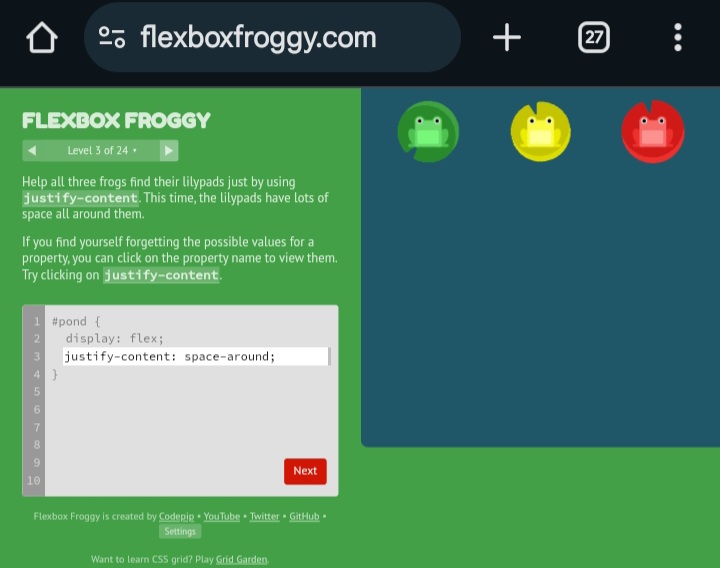 flexboxfroggy.com
27
FLEXBOX FROGGY
Level 3 of 24
Help all three frogs find their lilypads just by using
justify-content. This time, the lilypads have lots of
space all around them.
If you find yourself forgetting the possible values for a
property, you can click on the property name to view them.
Try clicking on justify-content.
1 #pond {
2 display: flex;
3 justify-content: space-around;
4 }
5
6
7
8
9
10
Next
Flexbox Froggy is created by Codepip • YouTube • Twitter • GitHub •
Settings
Want to learn CSS grid? Play Grid Garden.